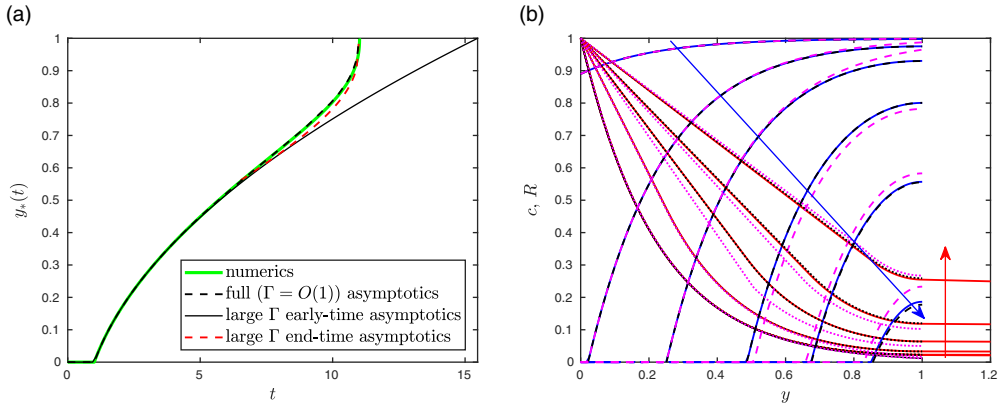 (a)
1
0.9
0.8
0.7
0.6
0.5
0.4
0.3
0.2
0.1
0
y_*(t)
numerics
full (Γ = O(1)) asymptotics
large Γ early-time asymptotics
large Γ end-time asymptotics
0 5 10 15
t
(b)
1
0.9
0.8
0.7
0.6
0.5
0.4
0.3
0.2
0.1
0
c, R
0 0.2 0.4 0.6 0.8 1 1.2
y